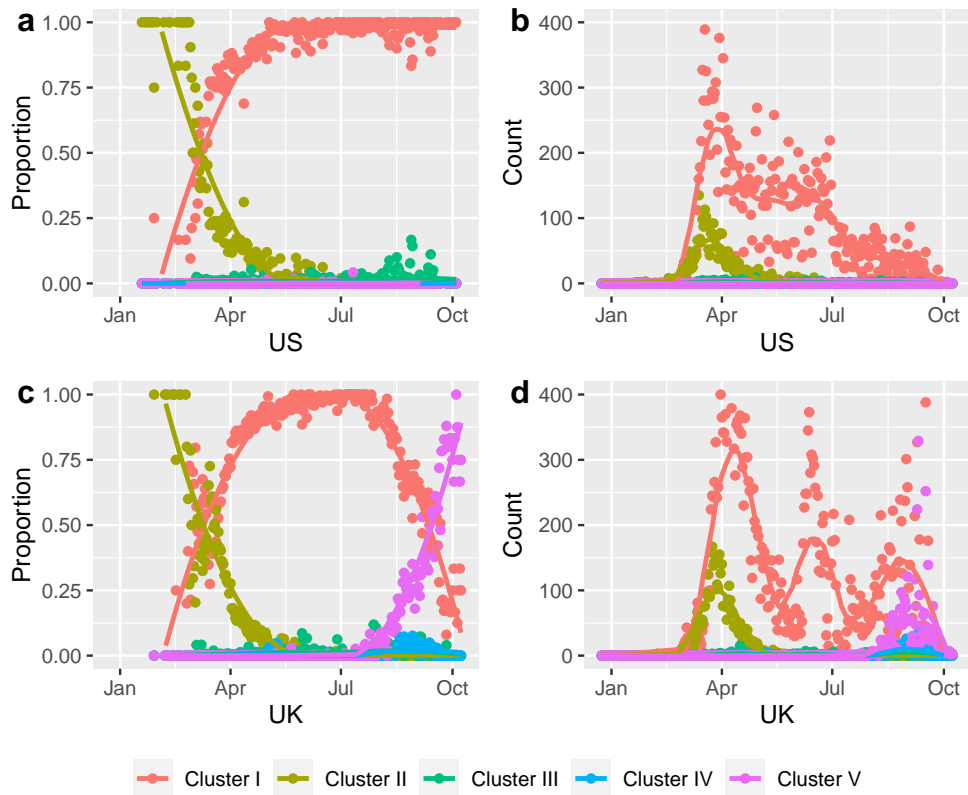 a
1.00
0.75
0.50
0.25
0.00
Proportion
Jan Apr Jul Oct
US
b
400
300
200
100
0
Count
Jan Apr Jul Oct
US
c
1.00
0.75
0.50
0.25
0.00
Proportion
Jan Apr Jul Oct
UK
d
400
300
200
100
0
Count
Jan Apr Jul Oct
UK
Cluster I Cluster II Cluster III Cluster IV Cluster V